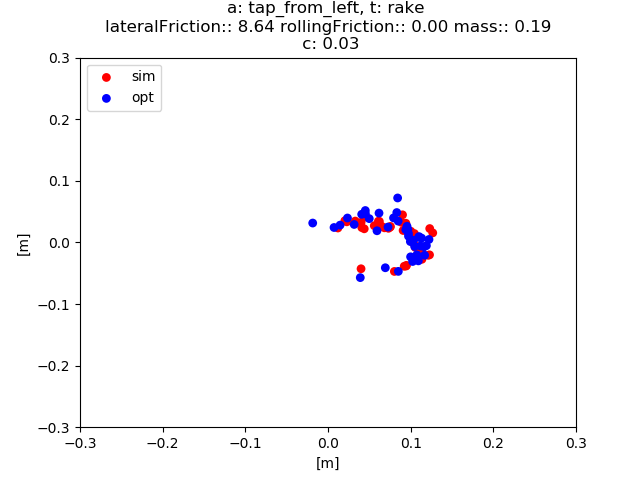 a: tap_from_left, t: rake
lateralFriction:: 8.64 rollingFriction:: 0.00 mass:: 0.19
c: 0.03
sim
opt
0.3
0.2
0.1
0.0
−0.1
−0.2
−0.3
[m]
−0.3
−0.2
−0.1
0.0
0.1
0.2
0.3
[m]